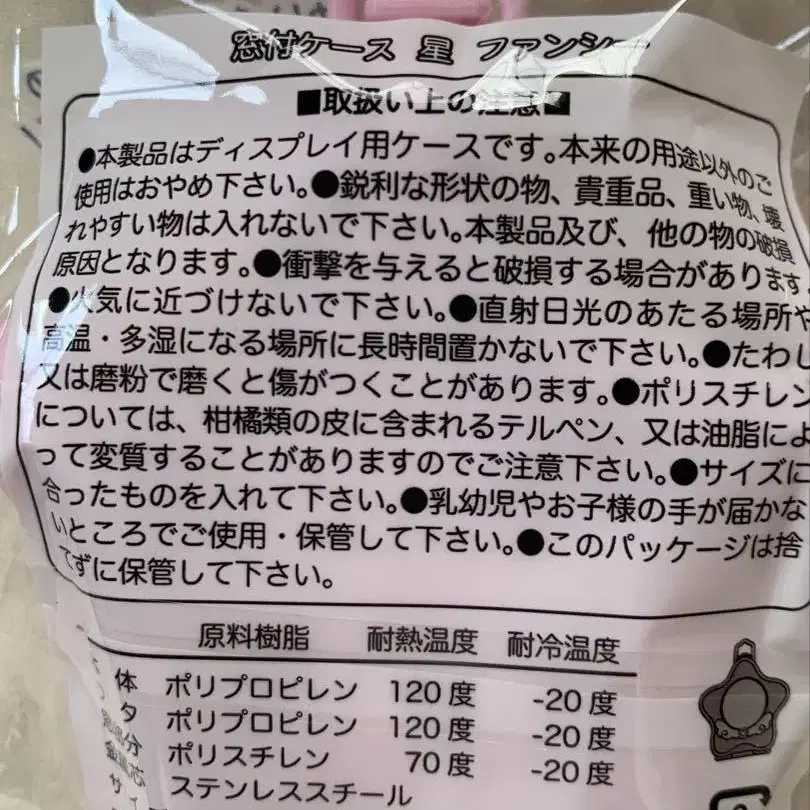 窓付ケース 星 ファンシー
■取扱い上の注意■
●本製品はディスプレイ用ケースです。本来の用途以外のご
使用はおやめ下さい。●鋭利な形状の物、貴重品、重い物、壊
れやすい物は入れないで下さい。本製品及び、他の物の破損
原因となります。●衝撃を与えると破損する場合があります。
●火気に近づけないで下さい。●直射日光のあたる場所や
高温・多湿になる場所に長時間置かないで下さい。●たわし
又は磨粉で磨くと傷がつくことがあります。●ポリスチレン
については、柑橘類の皮に含まれるテルペン、又は油脂によ
って変質することがありますのでご注意下さい。●サイズに
合ったものを入れて下さい。●乳幼児やお子様の手が届かな
いところでご使用・保管して下さい。●このパッケージは捨
てずに保管して下さい。
原料樹脂 耐熱温度 耐冷温度
体 ポリプロピレン 120度 -20度
タ ポリプロピレン 120度 -20度
分 ポリスチレン 70度 -20度
芯 ステンレススチール
サイ